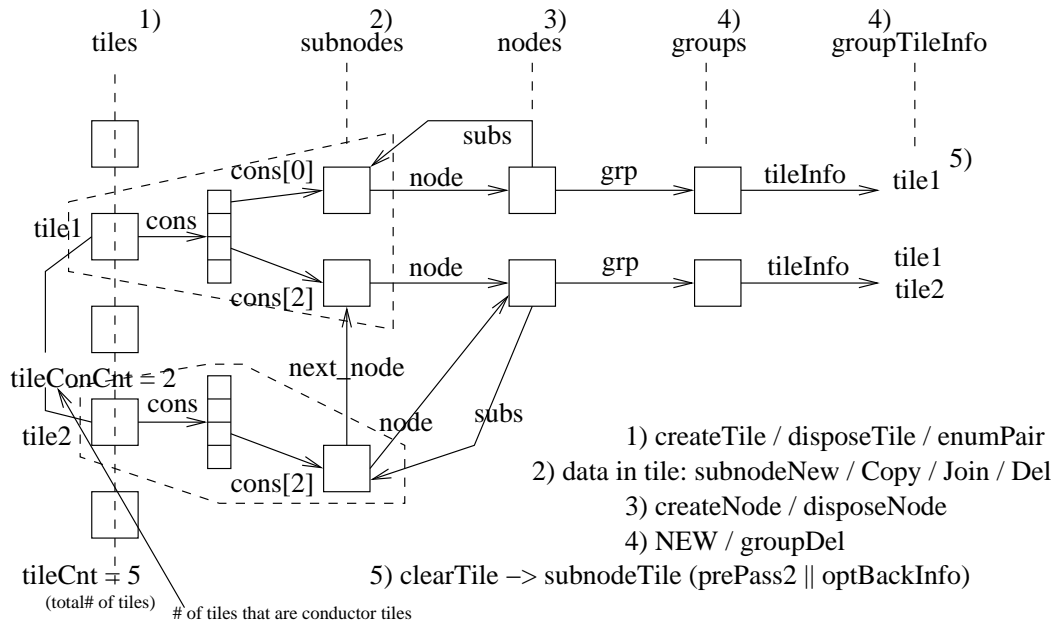 1) 2) 3) 4) 4)
tiles subnodes nodes groups groupTileInfo
subs
cons[0] node grp tileInfo tile1 5)
tile1 cons
node grp tileInfo tile1
tile2
cons[2]
next_node
tileConCnt = 2
cons node subs
tile2
cons[2]
1) createTile / disposeTile / enumPair
2) data in tile: subnodeNew / Copy / Join / Del
3) createNode / disposeNode
4) NEW / groupDel
tileCnt = 5
5) clearTile −> subnodeTile (prePass2 || optBackInfo)
(total# of tiles)
# of tiles that are conductor tiles